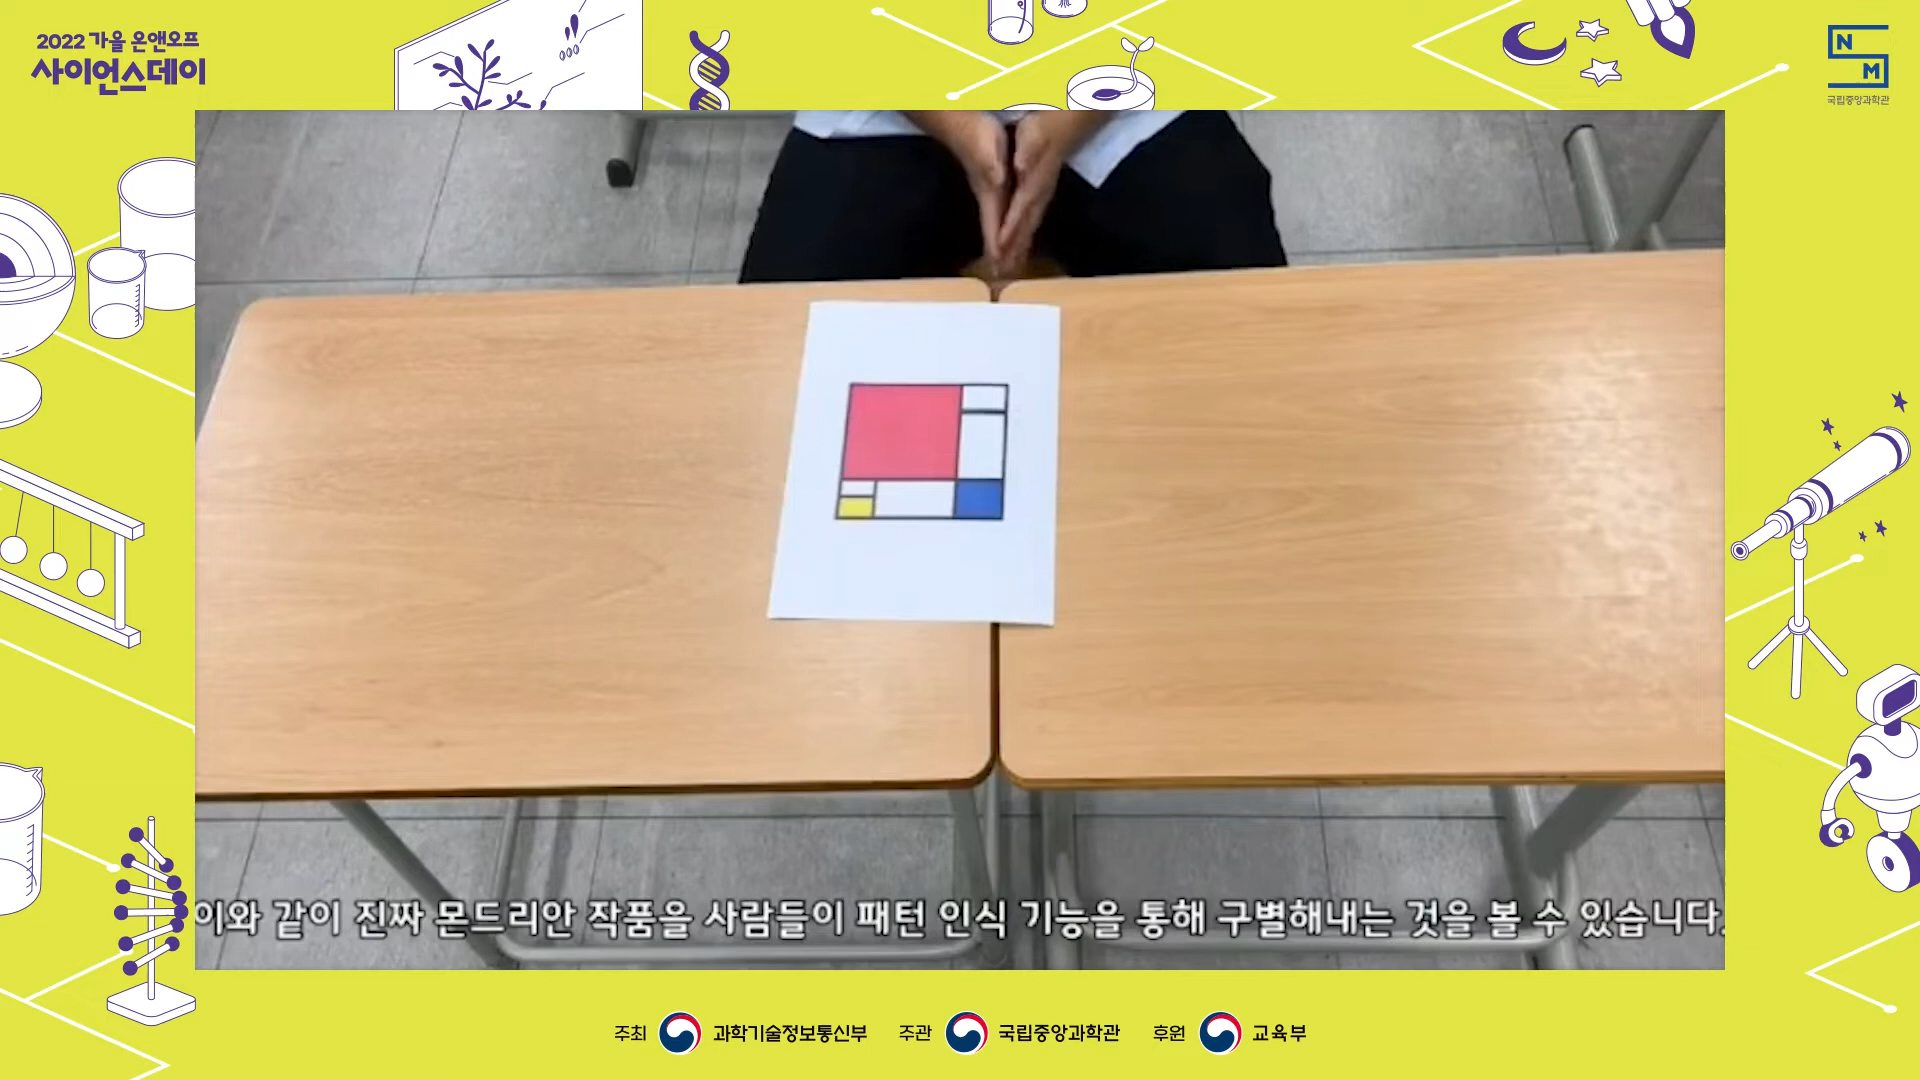 2022 가을 온앤오프
사이언스데이
N
M
국립중앙과학관
이와 같이 진짜 몬드리안 작품을 사람들이 패턴 인식 기능을 통해 구별해내는 것을 볼 수 있습니다.
주최 과학기술정보통신부 주관 국립중앙과학관 후원 교육부